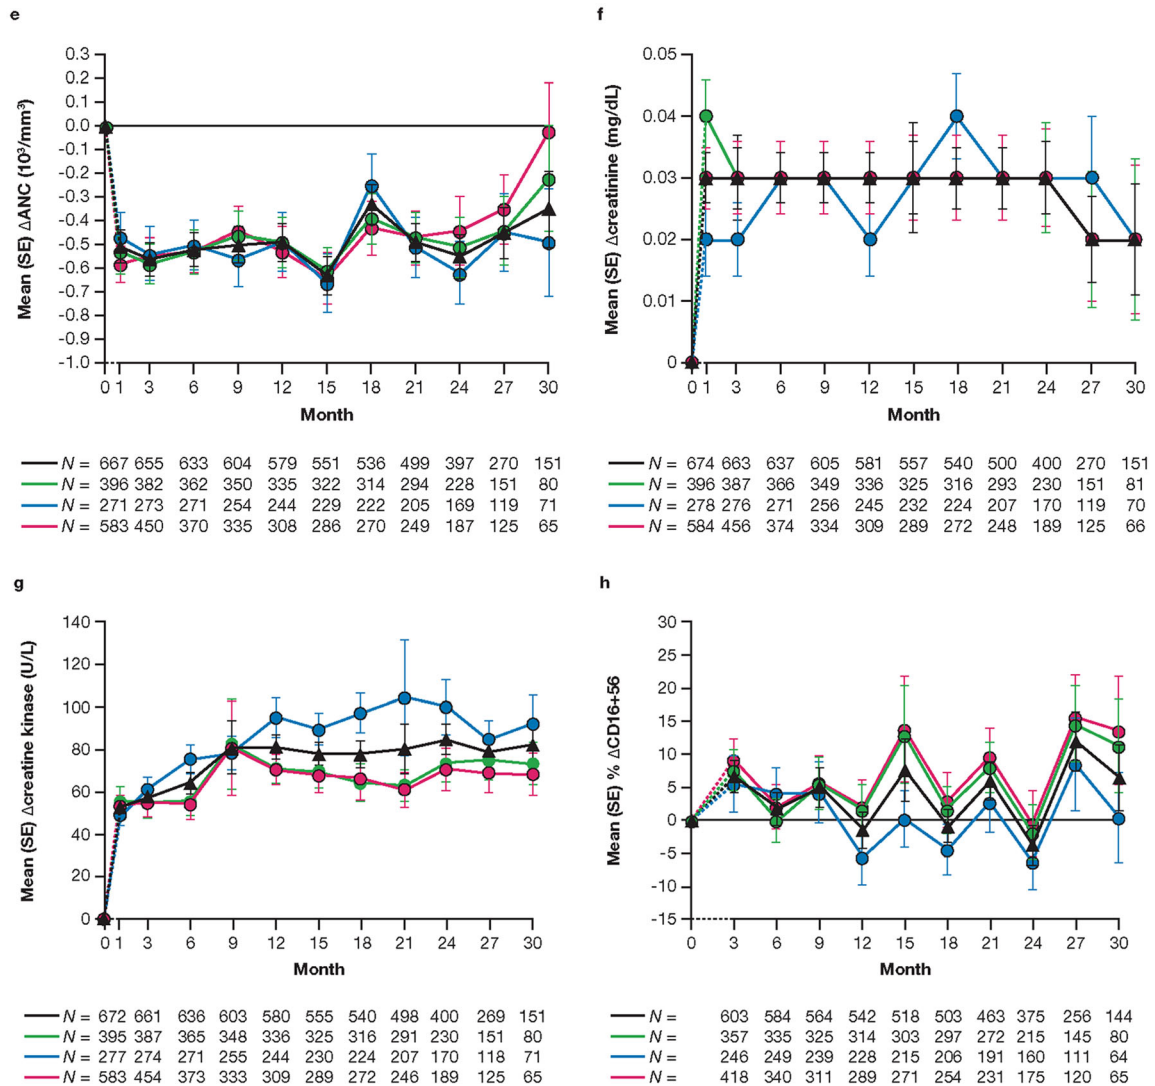 e
Mean (SE) ΔANC (10³/mm³)
0.3
0.2
0.1
0.0
-0.1
-0.2
-0.3
-0.4
-0.5
-0.6
-0.7
-0.8
-0.9
-1.0
0 1 3 6 9 12 15 18 21 24 27 30
Month
N = 667 655 633 604 579 551 536 499 397 270 151
N = 396 382 362 350 335 322 314 294 228 151 80
N = 271 273 271 254 244 229 222 205 169 119 71
N = 583 450 370 335 308 286 270 249 187 125 65
f
Mean (SE) Δcreatinine (mg/dL)
0.05
0.04
0.03
0.02
0.01
0
0 1 3 6 9 12 15 18 21 24 27 30
Month
N = 674 663 637 605 581 557 540 500 400 270 151
N = 396 387 366 349 336 325 316 293 230 151 81
N = 278 276 271 256 245 232 224 207 170 119 70
N = 584 456 374 334 309 289 272 248 189 125 66
g
Mean (SE) Δcreatine kinase (U/L)
140
120
100
80
60
40
20
0
0 1 3 6 9 12 15 18 21 24 27 30
Month
N = 672 661 636 603 580 555 540 498 400 269 151
N = 395 387 365 348 336 325 316 291 230 151 80
N = 277 274 271 255 244 230 224 207 170 118 71
N = 583 454 373 333 309 289 272 246 189 125 65
h
Mean (SE) % ΔCD16+56
30
25
20
15
10
5
0
-5
-10
-15
0 3 6 9 12 15 18 21 24 27 30
Month
N = 603 584 564 542 518 503 463 375 256 144
N = 357 335 325 314 303 297 272 215 145 80
N = 246 249 239 228 215 206 191 160 111 64
N = 418 340 311 289 271 254 231 175 120 65